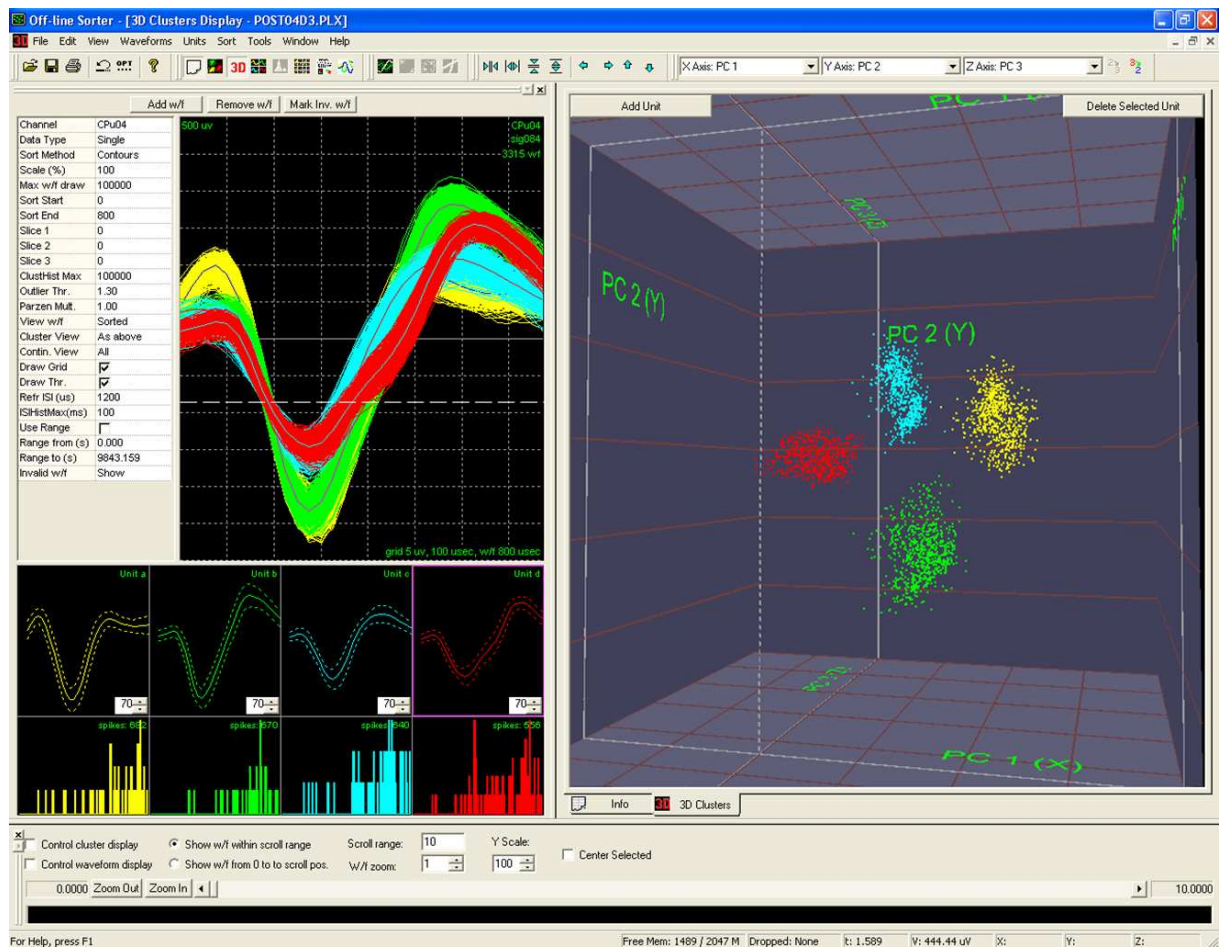 Off-line Sorter - [3D Clusters Display - POST04D3.PLX]
3D File Edit View Waveforms Units Sort Tools Window Help
OPT ? 3D X Axis: PC 1 Y Axis: PC 2 Z Axis: PC 3
Add w/f Remove w/f Mark Inv. w/f
Channel CPu04
Data Type Single
Sort Method Contours
Scale (%) 100
Max w/f draw 100000
Sort Start 0
Sort End 800
Slice 1 0
Slice 2 0
Slice 3 0
ClustHist Max 100000
Outlier Thr. 1.30
Parzen Mult. 1.00
View w/f Sorted
Cluster View As above
Contin. View All
Draw Grid
Draw Thr.
Refr ISI (us) 1200
ISIHistMax(ms) 100
Use Range
Range from (s) 0.000
Range to (s) 9843.159
Invalid w/f Show
500 uv
CPu04
sig084
3315 wf
grid 5 uv, 100 usec, w/f 800 usec
Unit a
Unit b
Unit c
Unit d
70
70
70
70
spikes: 682
spikes: 670
spikes: 640
spikes: 556
Add Unit
Delete Selected Unit
PC 2 (Y)
PC 2 (Y)
PC 1 (X)
Info
3D 3D Clusters
Control cluster display
Show w/f within scroll range
Scroll range: 10
Y Scale:
Center Selected
Control waveform display
Show w/f from 0 to to scroll pos.
W/f zoom: 1
100
0.0000 Zoom Out Zoom In
10.0000
For Help, press F1
Free Mem: 1489 / 2047 M
Dropped: None
t: 1.589
V: 444.44 uV
X:
Y:
Z: